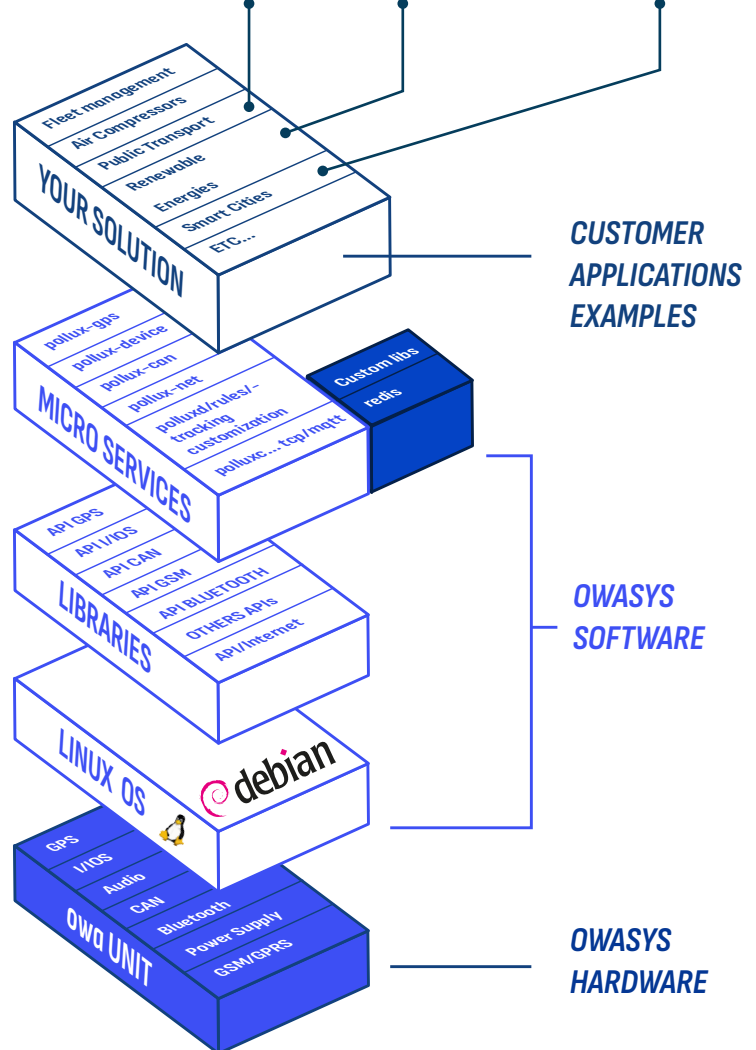 Fleet management
Air Compressors
Public Transport
Renewable
Energies
Smart Cities
ETC...
YOUR SOLUTION
CUSTOMER
APPLICATIONS
EXAMPLES
pollux-gps
pollux-device
pollux-can
pollux-net
polluxd/rules/-
tracking
customization
polluxc... tcp/mqtt
MICRO SERVICES
Custom libs
redis
API GPS
API I/IOS
API CAN
API GSM
API BLUETOOTH
OTHERS APIs
API/Internet
LIBRARIES
OWASYS
SOFTWARE
LINUX OS
debian
GPS
I/IOS
Audio
CAN
Bluetooth
Power Supply
GSM/GPRS
owa UNIT
OWASYS
HARDWARE